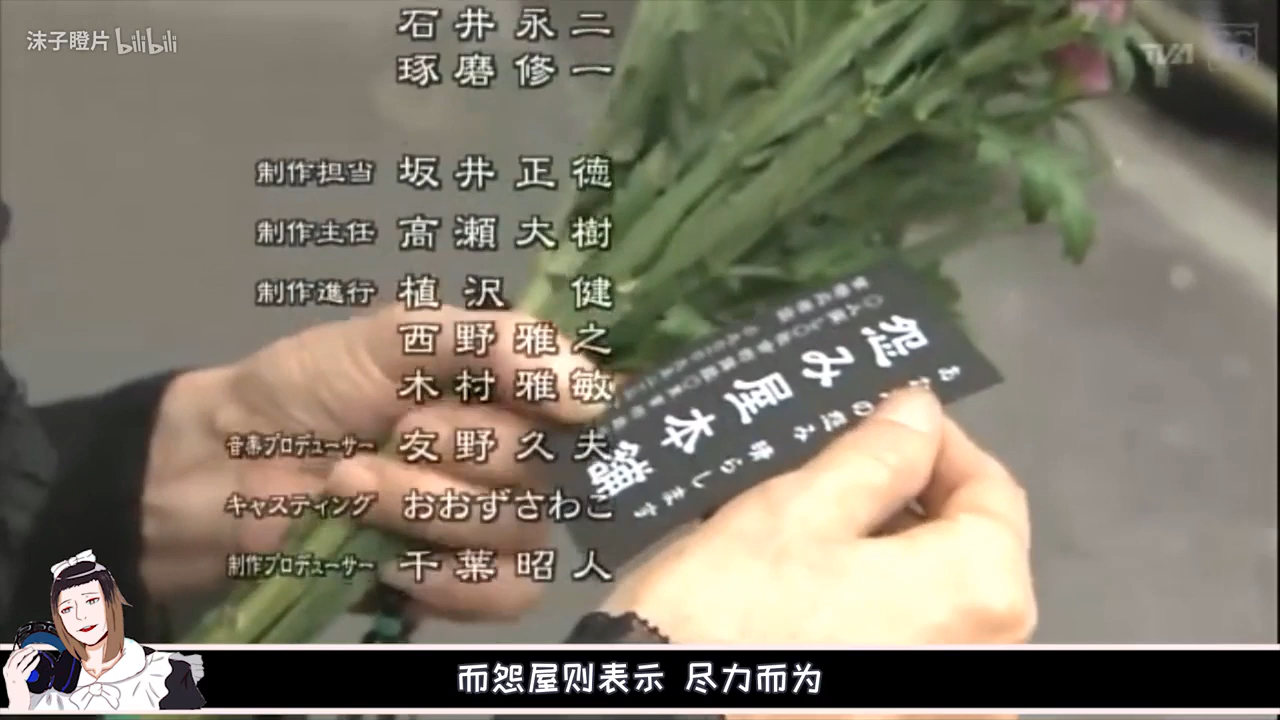 沫子瞪片 bilibili
TVA
石井永二
琢磨修一
制作担当 坂井正徳
制作主任 高瀬大樹
制作進行 植沢 健
西野雅之
木村雅敏
音楽プロデューサー 友野久夫
キャスティング おおずさわこ
制作プロデューサー 千葉昭人
怨み屋本舗
の怨み 晴らします
而怨屋则表示 尽力而为